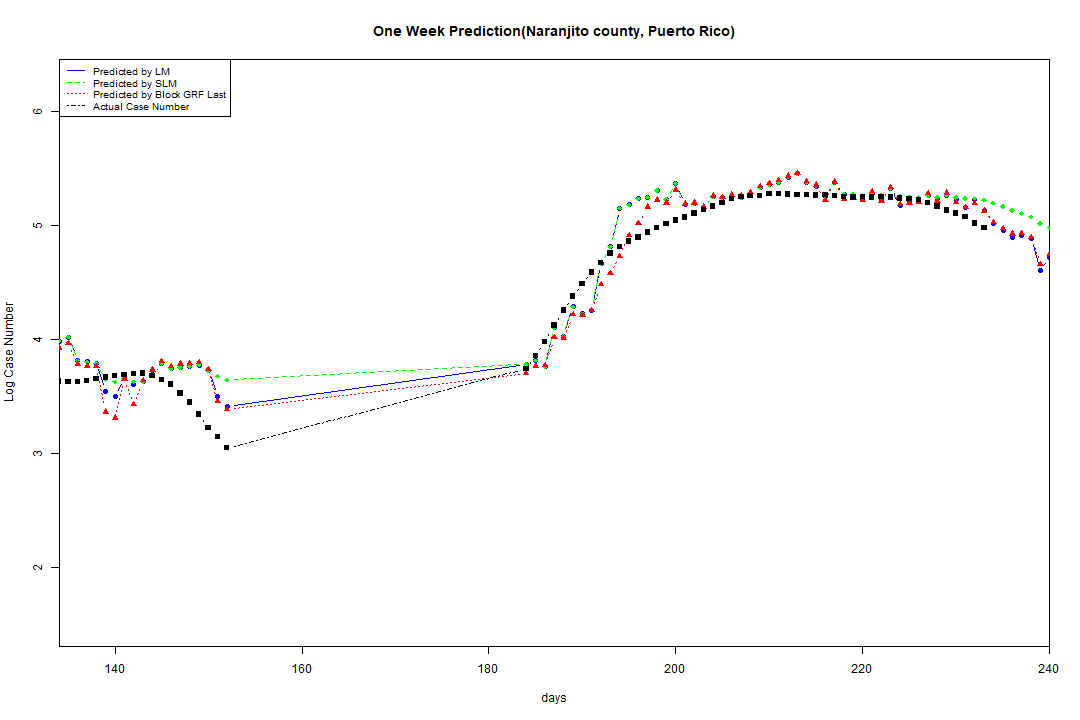 One Week Prediction(Naranjito county, Puerto Rico)
Predicted by LM
Predicted by SLM
Predicted by Block GRF Last
Actual Case Number
6
5
4
3
2
Log Case Number
140 160 180 200 220 240
days